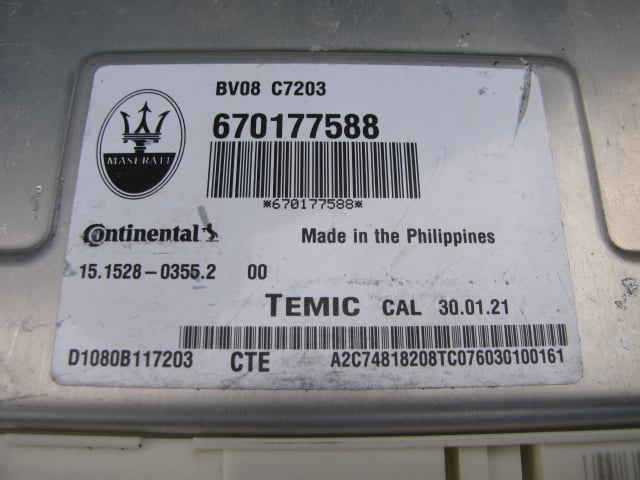 BV08 C7203
670177588
MASERATI
*670177588*
Continental
Made in the Philippines
15.1528-0355.2 00
TEMIC CAL 30.01.21
D1080B117203 CTE A2C74818208TC076030100161